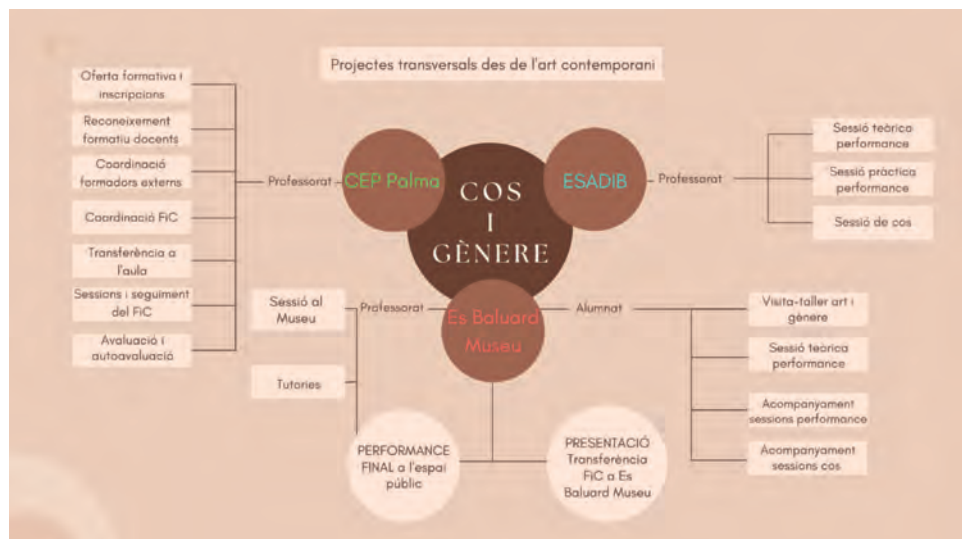 Projectes transversals des de l'art contemporani
Oferta formativa i
inscripcions
Reconeixement
formatiu docents
Coordinació
formadors externs
Coordinació FiC
Transferència a
l'aula
Sessions i seguiment
del FiC
Avaluació i
autoavaluació
Professorat
CEP Palma
COS
I
GÈNERE
ESADIB
Professorat
Sessió teòrica
performance
Sessió pràctica
performance
Sessió de cos
Sessió al
Museu
Tutories
Professorat
Es Baluard
Museu
Alumnat
Visita-taller art i
gènere
Sessió teòrica
performance
Acompanyament
sessions performance
Acompanyament
sessions cos
PERFORMANCE
FINAL a l'espai
públic
PRESENTACIÓ
Transferència
FiC a Es
Baluard Museu